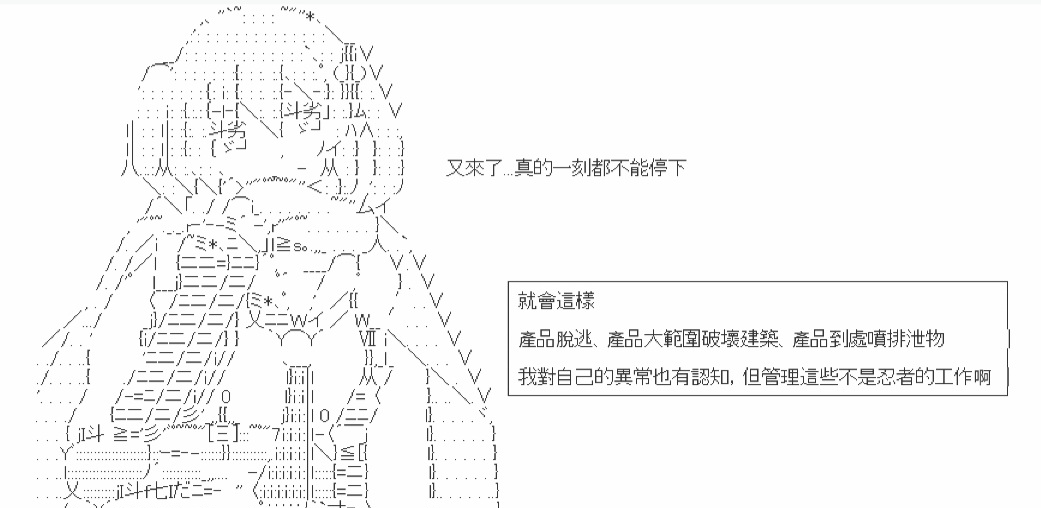 又來了...真的一刻都不能停下
就會這樣
產品脫逃、產品大範圍破壞建築、產品到處噴排泄物
我對自己的異常也有認知,但管理這些不是忍者的工作啊